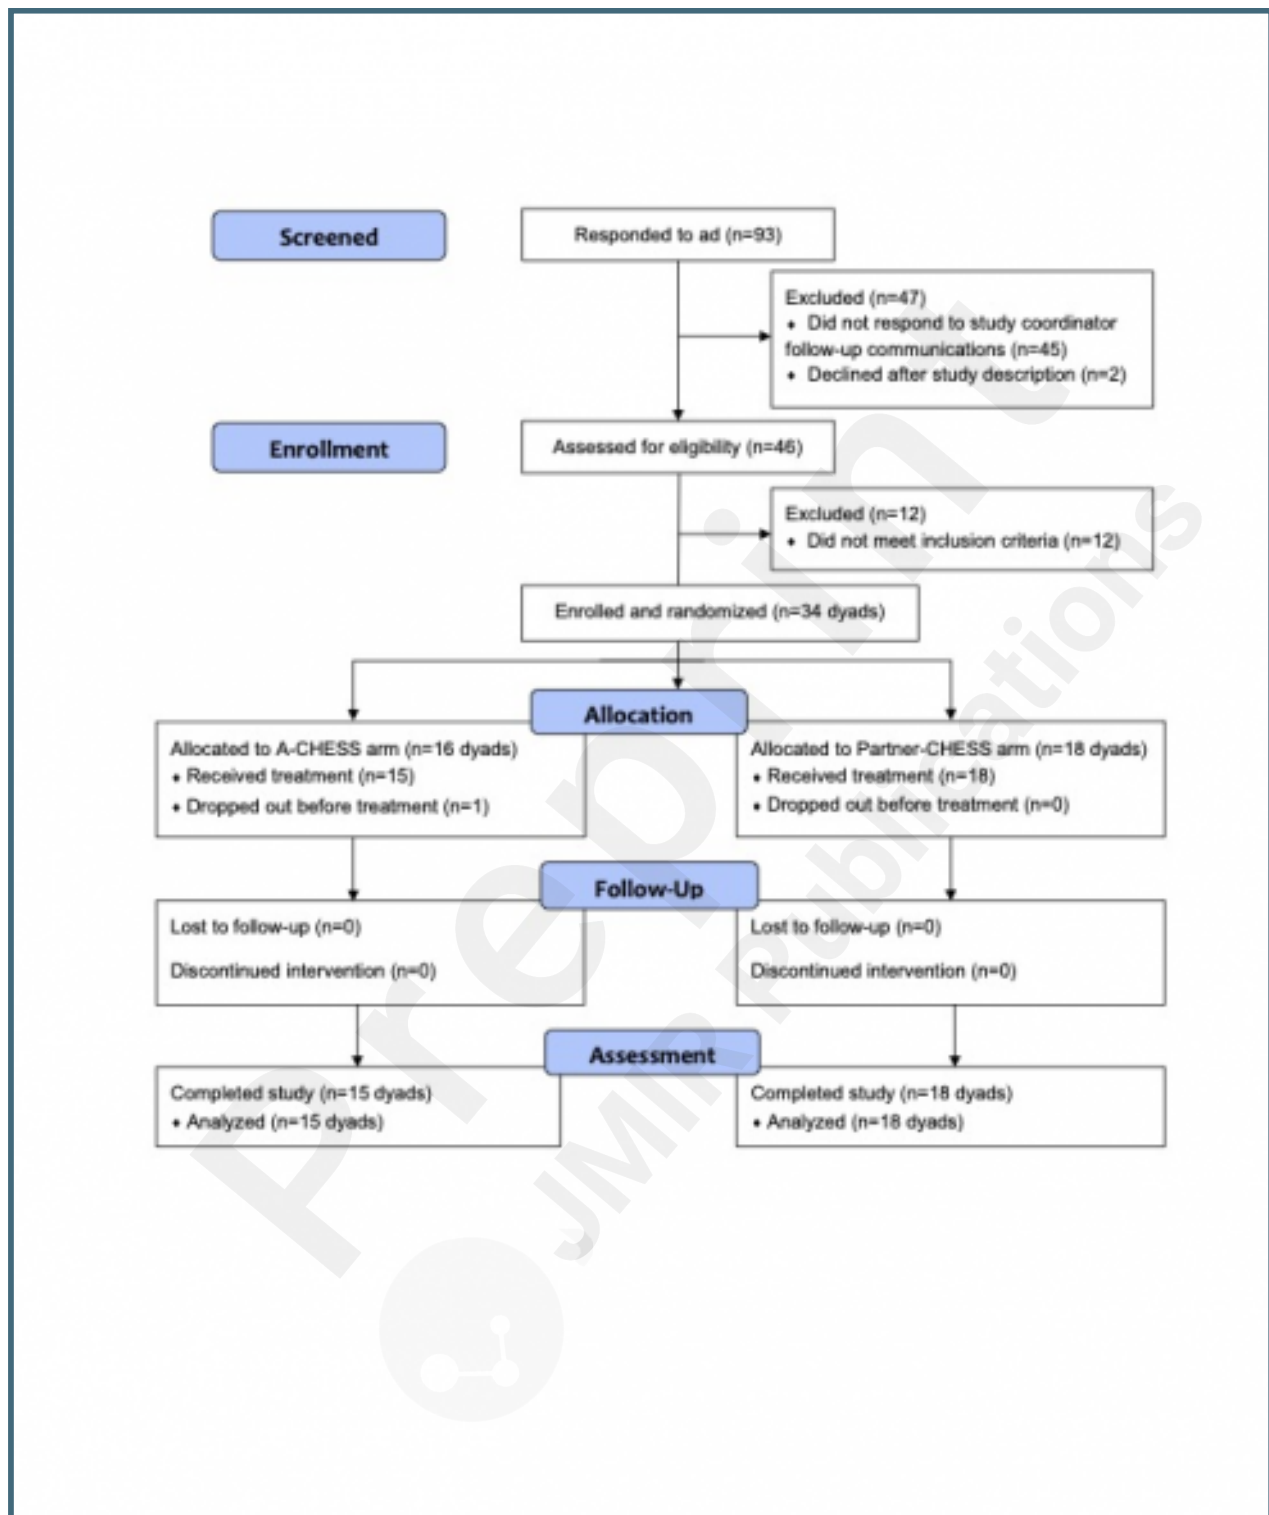 Screened
Responded to ad (n=93)
Excluded (n=47)
• Did not respond to study coordinator
follow-up communications (n=45)
• Declined after study description (n=2)
Enrollment
Assessed for eligibility (n=46)
Excluded (n=12)
• Did not meet inclusion criteria (n=12)
Enrolled and randomized (n=34 dyads)
Allocation
Allocated to A-CHESS arm (n=16 dyads)
• Received treatment (n=15)
• Dropped out before treatment (n=1)
Allocated to Partner-CHESS arm (n=18 dyads)
• Received treatment (n=18)
• Dropped out before treatment (n=0)
Follow-Up
Lost to follow-up (n=0)
Discontinued intervention (n=0)
Lost to follow-up (n=0)
Discontinued intervention (n=0)
Assessment
Completed study (n=15 dyads)
• Analyzed (n=15 dyads)
Completed study (n=18 dyads)
• Analyzed (n=18 dyads)
Preprint
JMIR Publications